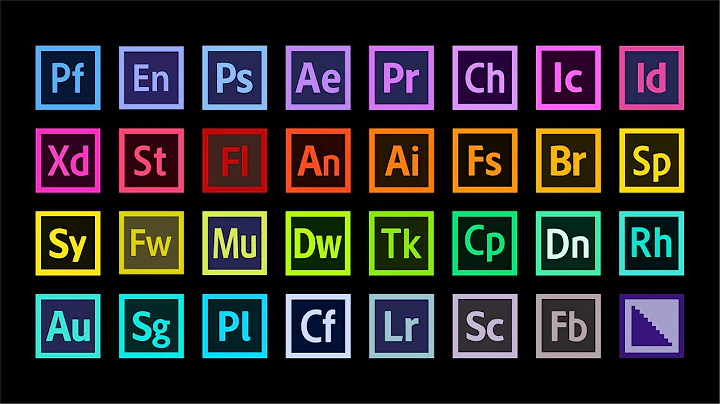 Pf En Ps Ae Pr Ch Ic Id
Xd St Fl An Ai Fs Br Sp
Sy Fw Mu Dw Tk Cp Dn Rh
Au Sg Pl Cf Lr Sc Fb